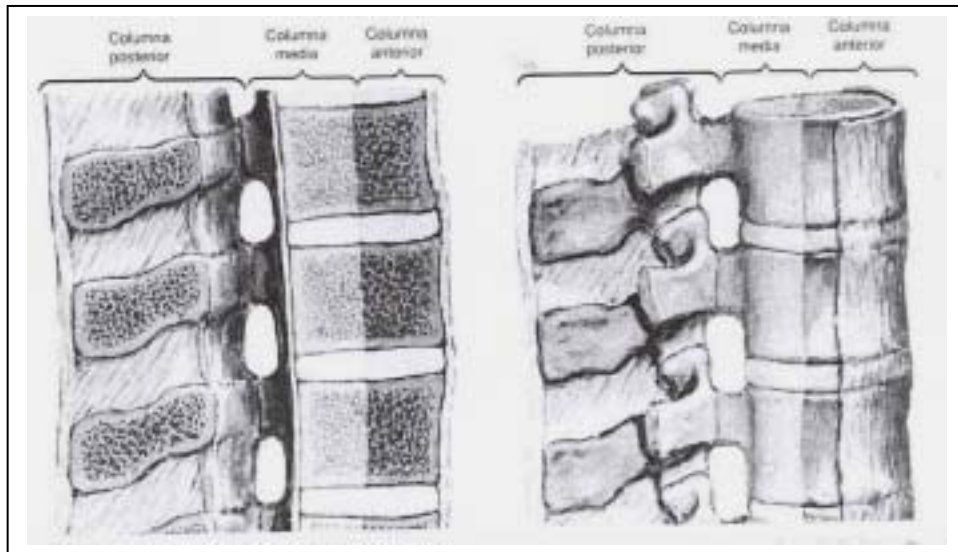 Columna
posterior
Columna
media
Columna
anterior
Columna
posterior
Columna
media
Columna
anterior